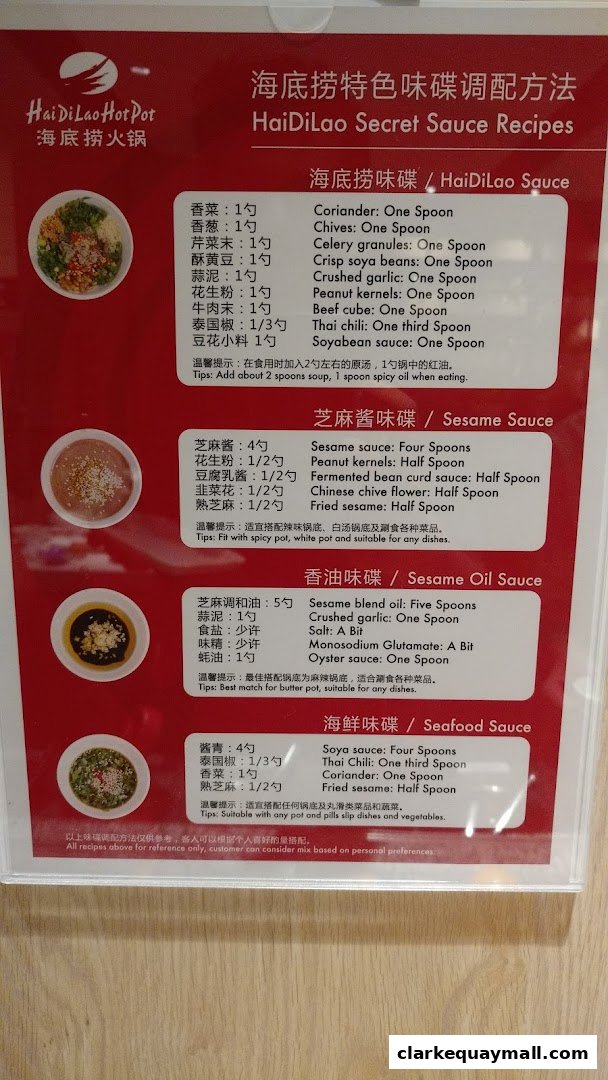 HaiDiLaoHotPot
海底捞火锅
海底捞特色味碟调配方法
HaiDiLao Secret Sauce Recipes
海底捞味碟 / HaiDiLao Sauce
香菜：1勺 Coriander: One Spoon
香葱：1勺 Chives: One Spoon
芹菜末：1勺 Celery granules: One Spoon
酥黄豆：1勺 Crisp soya beans: One Spoon
蒜泥：1勺 Crushed garlic: One Spoon
花生粉：1勺 Peanut kernels: One Spoon
牛肉末：1勺 Beef cube: One Spoon
泰国椒：1/3勺 Thai chili: One third Spoon
豆花小料 1勺 Soyabean sauce: One Spoon
温馨提示：在食用时加入2勺左右的原汤，1勺锅中的红油。
Tips: Add about 2 spoons soup, 1 spoon spicy oil when eating.
芝麻酱味碟 / Sesame Sauce
芝麻酱：4勺 Sesame sauce: Four Spoons
花生粉：1/2勺 Peanut kernels: Half Spoon
豆腐乳酱：1/2勺 Fermented bean curd sauce: Half Spoon
韭菜花：1/2勺 Chinese chive flower: Half Spoon
熟芝麻：1/2勺 Fried sesame: Half Spoon
温馨提示：适宜搭配辣味锅底、白汤锅底及涮食各种菜品。
Tips: Fit with spicy pot, white pot and suitable for any dishes.
香油味碟 / Sesame Oil Sauce
芝麻调和油：5勺 Sesame blend oil: Five Spoons
蒜泥：1勺 Crushed garlic: One Spoon
食盐：少许 Salt: A Bit
味精：少许 Monosodium Glutamate: A Bit
蚝油：1勺 Oyster sauce: One Spoon
温馨提示：最佳搭配锅底为麻辣锅底，适合涮食各种菜品。
Tips: Best match for butter pot, suitable for any dishes.
海鲜味碟 / Seafood Sauce
酱青：4勺 Soya sauce: Four Spoons
泰国椒：1/3勺 Thai Chili: One third Spoon
香菜：1勺 Coriander: One Spoon
熟芝麻：1/2勺 Fried sesame: Half Spoon
温馨提示：适宜搭配任何锅底及丸滑类菜品和蔬菜。
Tips: Suitable with any pot and pills slip dishes and vegetables.
以上味碟调配方法仅供参考，客人可以根据个人喜好酌量搭配。
All recipes above for reference only, customer can consider mix based on personal preferences.
clarkequaymall.com